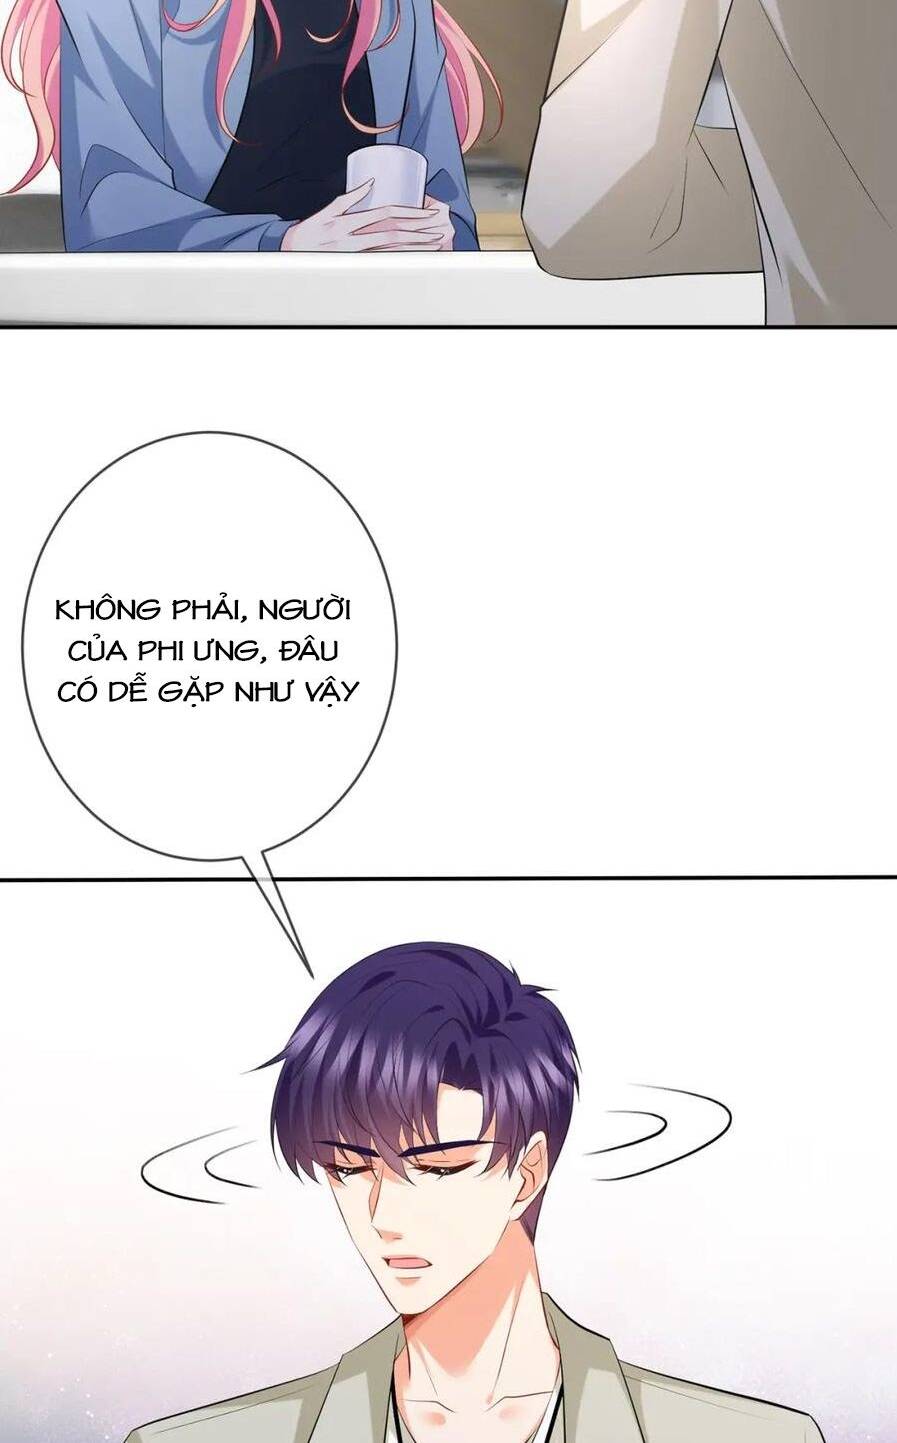 KHÔNG PHẢI, NGƯỜI
CỦA PHI ƯNG, ĐÂU
CÓ DỄ GẶP NHƯ VẬY